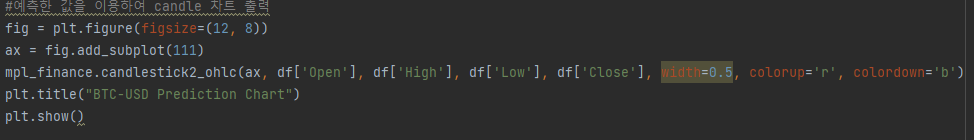 #예측한 값을 이용하여 candle 차트 출력
fig = plt.figure(figsize=(12, 8))
ax = fig.add_subplot(111)
mpl_finance.candlestick2_ohlc(ax, df['Open'], df['High'], df['Low'], df['Close'], width=0.5, colorup='r', colordown='b')
plt.title("BTC-USD Prediction Chart")
plt.show()